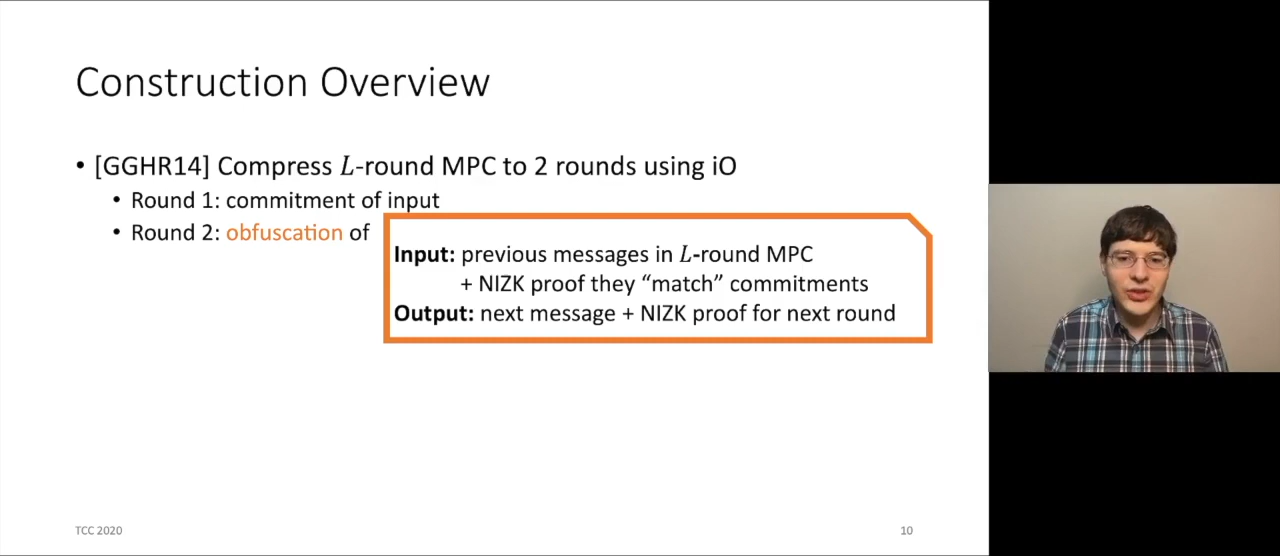 Construction Overview
• [GGHR14] Compress L-round MPC to 2 rounds using iO
• Round 1: commitment of input
• Round 2: obfuscation of
Input: previous messages in L-round MPC
+ NIZK proof they “match” commitments
Output: next message + NIZK proof for next round
TCC 2020
10